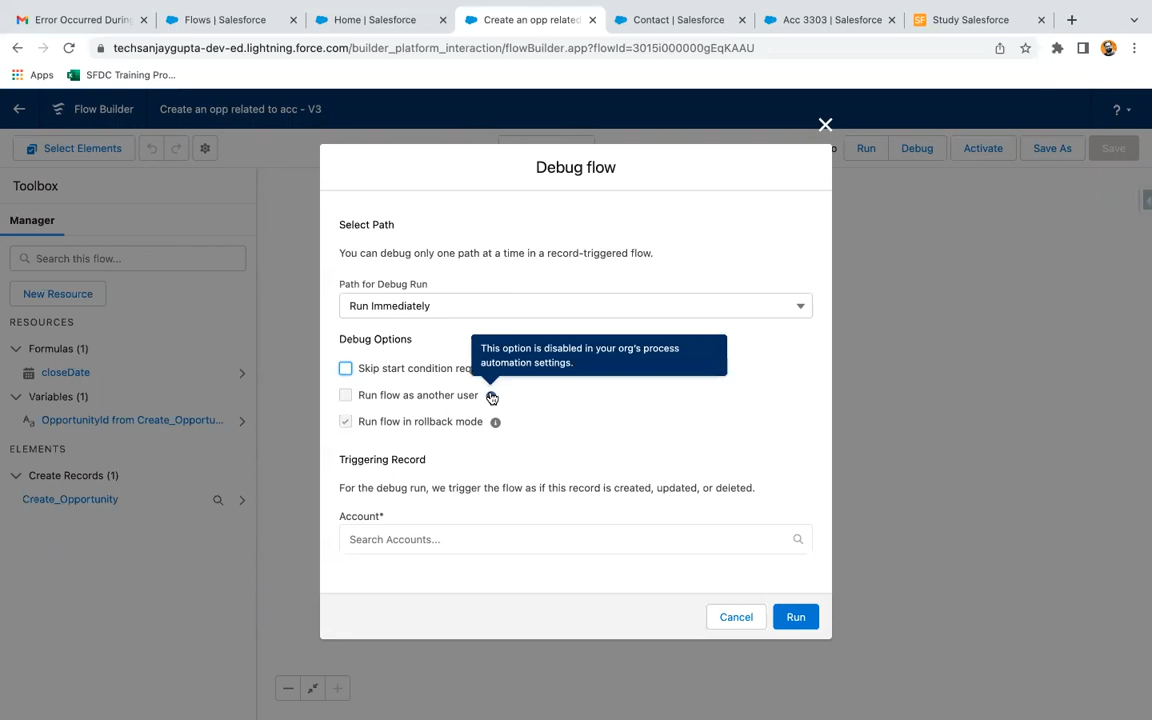 Error Occurred During
Flows | Salesforce
Home | Salesforce
Create an opp related
Contact | Salesforce
Acc 3303 | Salesforce
SF
Study Salesforce
techsanjaygupta-dev-ed.lightning.force.com/builder_platform_interaction/flowBuilder.app?flowId=3015i000000gEqKAAU
Apps
SFDC Training Pro...
Flow Builder
Create an opp related to acc - V3
?
Select Elements
Run
Debug
Activate
Save As
Save
Toolbox
Manager
Search this flow...
New Resource
RESOURCES
Formulas (1)
closeDate
Variables (1)
OpportunityId from Create_Opportu...
ELEMENTS
Create Records (1)
Create_Opportunity
Debug flow
Select Path
You can debug only one path at a time in a record-triggered flow.
Path for Debug Run
Run Immediately
Debug Options
This option is disabled in your org's process
automation settings.
Skip start condition req
Run flow as another user
Run flow in rollback mode
Triggering Record
For the debug run, we trigger the flow as if this record is created, updated, or deleted.
Account*
Search Accounts...
Cancel
Run